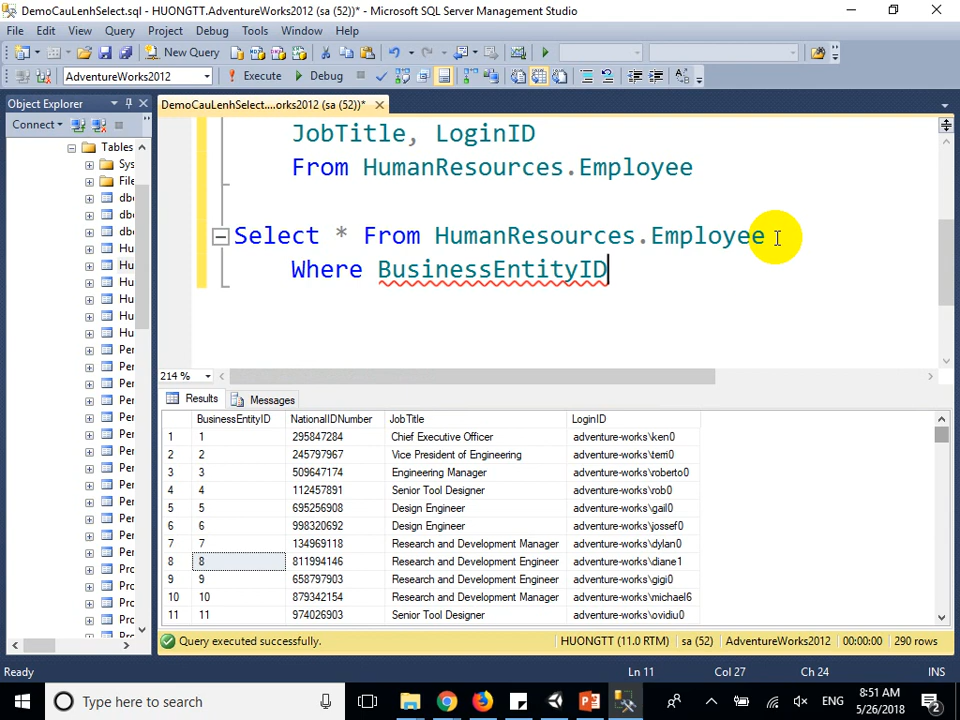 DemoCauLenhSelect.sql - HUONGTT.AdventureWorks2012 (sa (52))* - Microsoft SQL Server Management Studio
File Edit View Query Project Debug Tools Window Help
New Query
AdventureWorks2012 Execute Debug
Object Explorer
DemoCauLenhSelect....orks2012 (sa (52))*
Connect
Tables
Sys
File
dbc
dbc
dbc
Hu
Hu
Hu
Hu
Hu
Hu
Per
Per
Per
Per
Per
Per
Per
Per
Per
Per
Per
Per
Per
Pro
Pro
Pro
Pro
JobTitle, LoginID
From HumanResources.Employee
Select * From HumanResources.Employee
Where BusinessEntityID
214 %
Results Messages
BusinessEntityID NationalIDNumber JobTitle LoginID
1 1 295847284 Chief Executive Officer adventure-works\ken0
2 2 245797967 Vice President of Engineering adventure-works\terri0
3 3 509647174 Engineering Manager adventure-works\roberto0
4 4 112457891 Senior Tool Designer adventure-works\rob0
5 5 695256908 Design Engineer adventure-works\gail0
6 6 998320692 Design Engineer adventure-works\jossef0
7 7 134969118 Research and Development Manager adventure-works\dylan0
8 8 811994146 Research and Development Engineer adventure-works\diane1
9 9 658797903 Research and Development Engineer adventure-works\gigi0
10 10 879342154 Research and Development Manager adventure-works\michael6
11 11 974026903 Senior Tool Designer adventure-works\ovidiu0
Query executed successfully. HUONGTT (11.0 RTM) sa (52) AdventureWorks2012 00:00:00 290 rows
Ready Ln 11 Col 27 Ch 24 INS
Type here to search
ENG
8:51 AM
5/26/2018
2